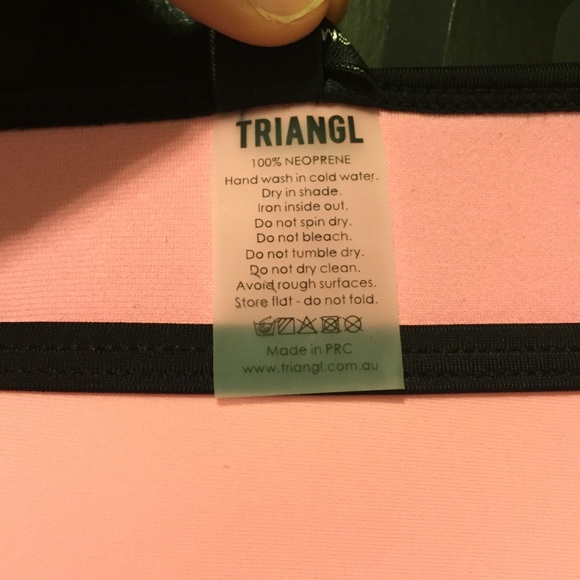 M
TRIANGL
100% NEOPRENE
Hand wash in cold water.
Dry in shade.
Iron inside out.
Do not spin dry.
Do not bleach.
Do not tumble dry.
Do not dry clean.
Avoid rough surfaces.
Store flat - do not fold.
Made in PRC
www.triangl.com.au